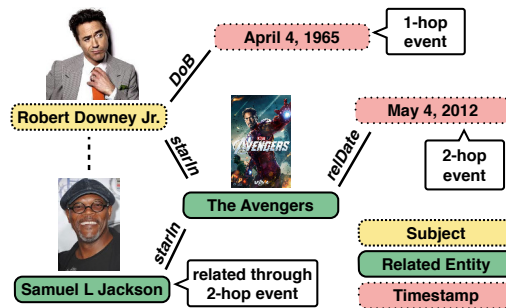 April 4, 1965
1-hop
event
DoB
Robert Downey Jr.
starIn
AVENGERS
May 4, 2012
relDate
2-hop
event
The Avengers
starIn
Samuel L Jackson
related through
2-hop event
Subject
Related Entity
Timestamp